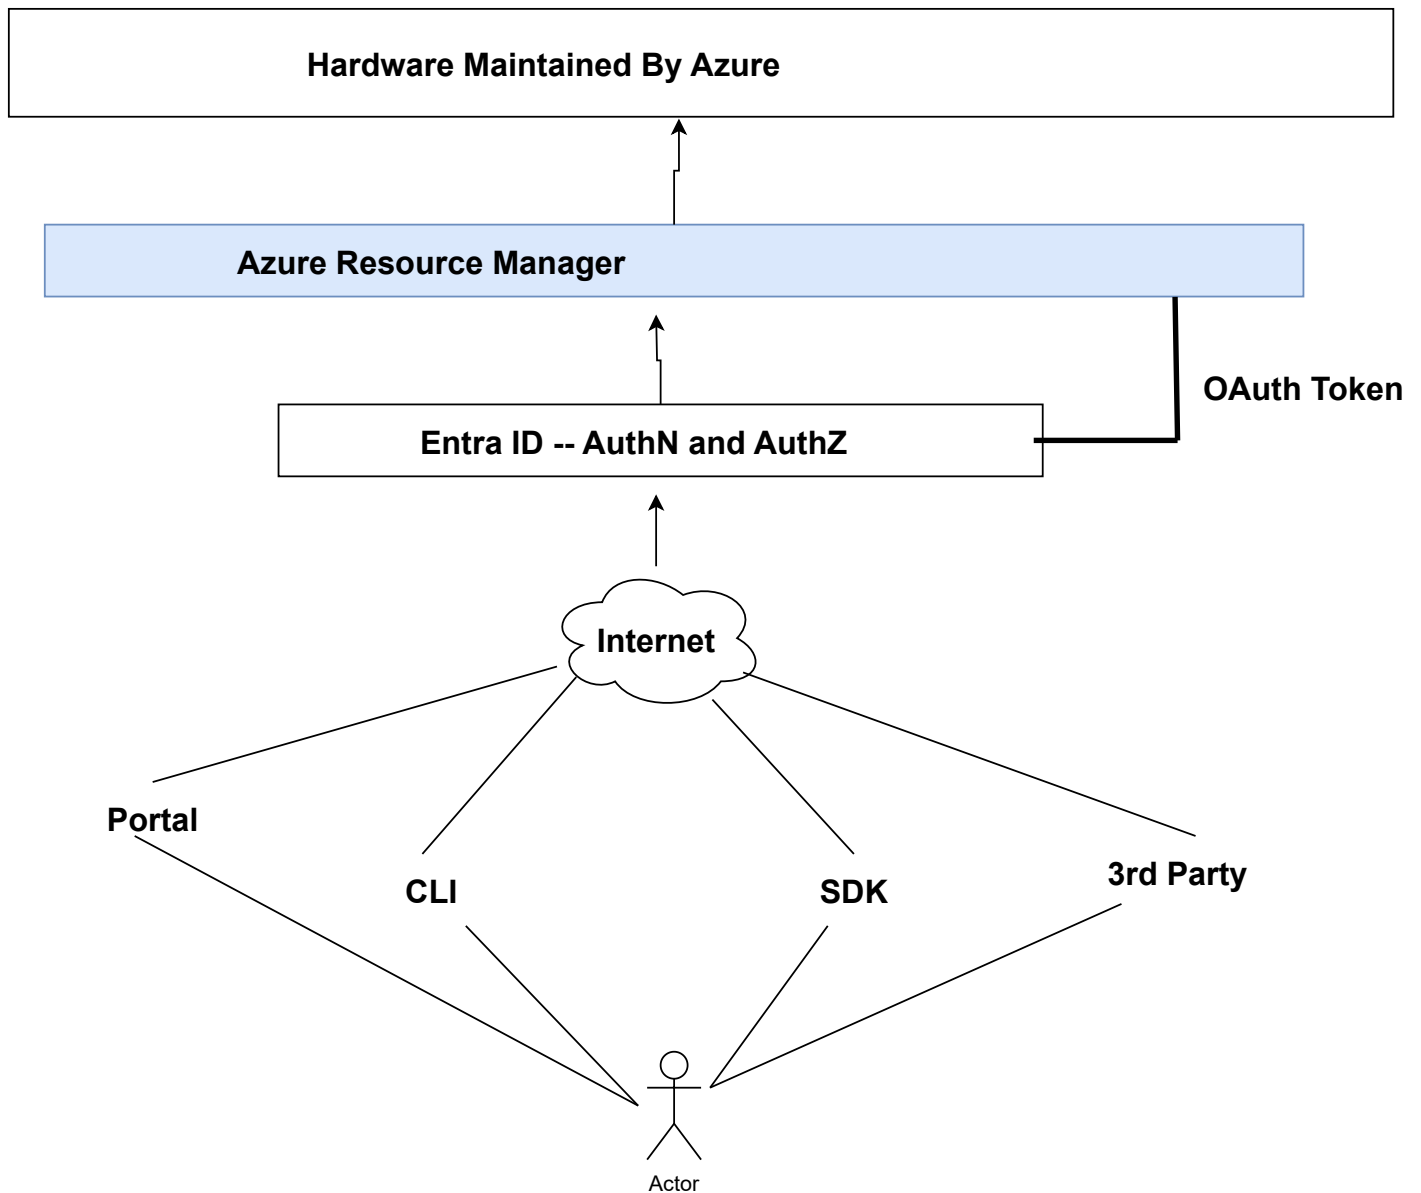 Hardware Maintained By Azure
Azure Resource Manager
OAuth Token
Entra ID -- AuthN and AuthZ
Internet
Portal
CLI
SDK
3rd Party
Actor